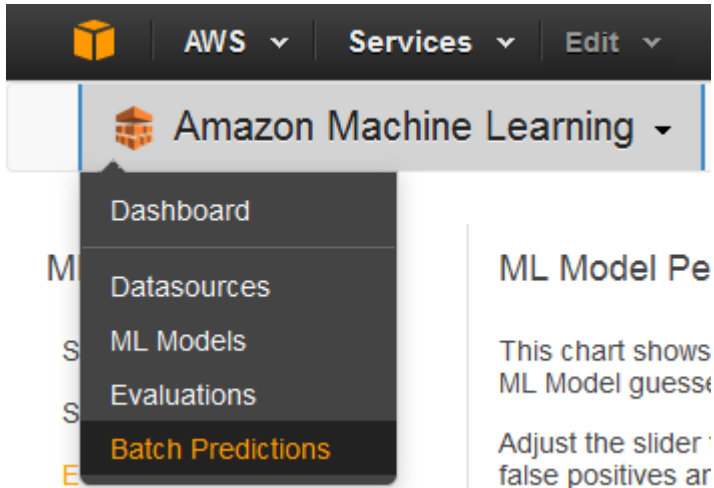 AWS Services Edit
Amazon Machine Learning
Dashboard
Datasources
ML Models
Evaluations
Batch Predictions
ML Model Pe
This chart shows
ML Model guesse
Adjust the slider
false positives